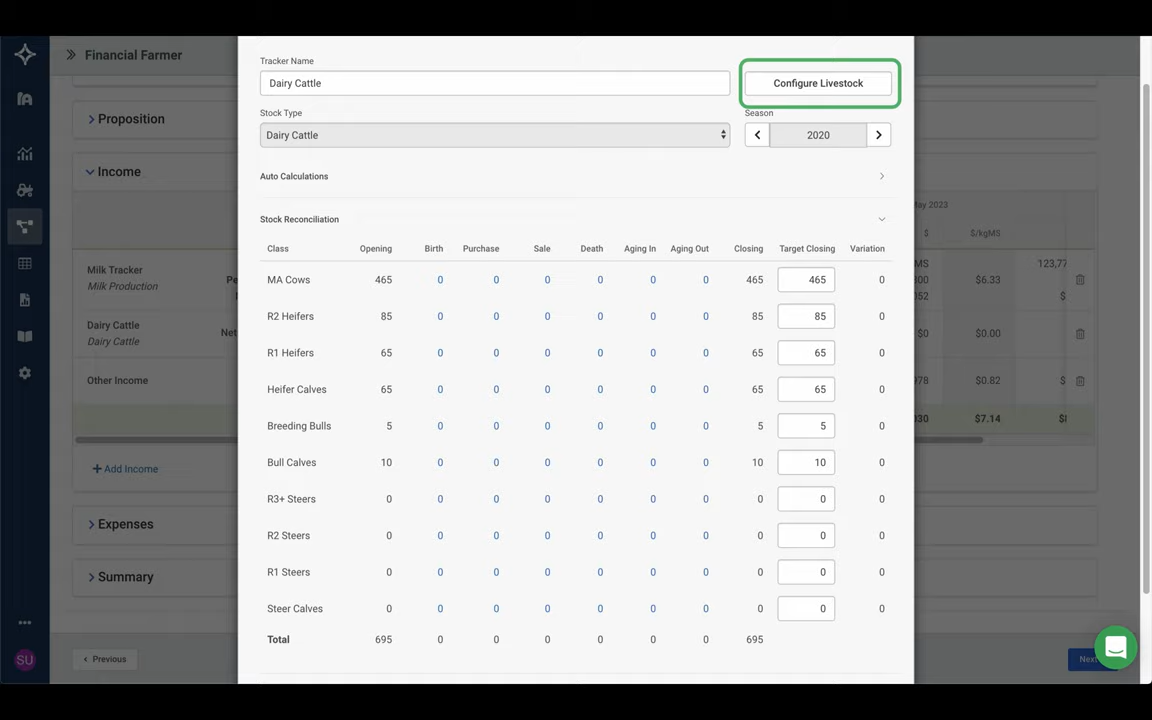 Financial Farmer
Tracker Name
Dairy Cattle
Configure Livestock
Stock Type
Season
Dairy Cattle
2020
Auto Calculations
Stock Reconciliation
Class Opening Birth Purchase Sale Death Aging In Aging Out Closing Target Closing Variation
MA Cows 465 0 0 0 0 0 0 465 465 0
R2 Heifers 85 0 0 0 0 0 0 85 85 0
R1 Heifers 65 0 0 0 0 0 0 65 65 0
Heifer Calves 65 0 0 0 0 0 0 65 65 0
Breeding Bulls 5 0 0 0 0 0 0 5 5 0
Bull Calves 10 0 0 0 0 0 0 10 10 0
R3+ Steers 0 0 0 0 0 0 0 0 0 0
R2 Steers 0 0 0 0 0 0 0 0 0 0
R1 Steers 0 0 0 0 0 0 0 0 0 0
Steer Calves 0 0 0 0 0 0 0 0 0 0
Total 695 0 0 0 0 0 0 695
Proposition
Income
Milk Tracker
Milk Production
Dairy Cattle
Dairy Cattle
Other Income
+ Add Income
Expenses
Summary
Previous
SU
2023
$ $/kgMS
MS 123,77
$6.33
$0 $0.00
$0.82 $
$7.14
Next